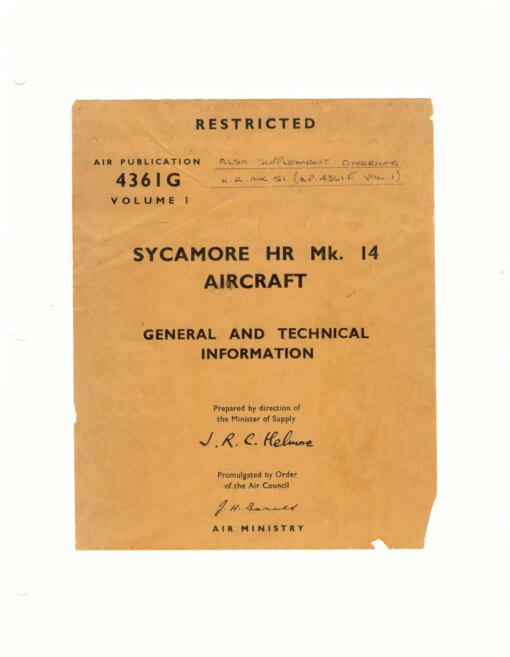 RESTRICTED
AIR PUBLICATION
4361G
VOLUME I
ALSO SUPPLEMENT COVERING
H.R. MK. 51 (A.P. 4361F VOL. 1)
SYCAMORE HR Mk. 14
AIRCRAFT
GENERAL AND TECHNICAL
INFORMATION
Prepared by direction of
the Minister of Supply
J. R. C. Helmore
Promulgated by Order
of the Air Council
J. H. Barnes
AIR MINISTRY